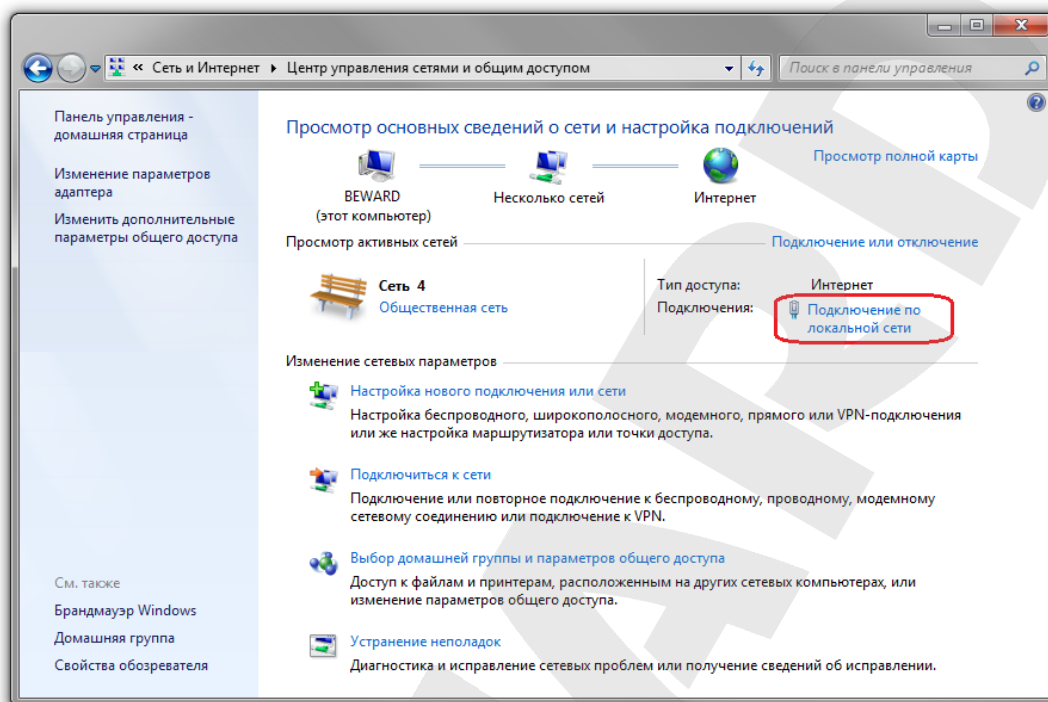 « Сеть и Интернет ▸ Центр управления сетями и общим доступом
Поиск в панели управления
Панель управления -
домашняя страница
Изменение параметров
адаптера
Изменить дополнительные
параметры общего доступа
Просмотр основных сведений о сети и настройка подключений
Просмотр полной карты
BEWARD
(этот компьютер)
Несколько сетей
Интернет
Просмотр активных сетей
Подключение или отключение
Сеть 4
Общественная сеть
Тип доступа: Интернет
Подключения: Подключение по
локальной сети
Изменение сетевых параметров
Настройка нового подключения или сети
Настройка беспроводного, широкополосного, модемного, прямого или VPN-подключения
или же настройка маршрутизатора или точки доступа.
Подключиться к сети
Подключение или повторное подключение к беспроводному, проводному, модемному
сетевому соединению или подключение к VPN.
Выбор домашней группы и параметров общего доступа
Доступ к файлам и принтерам, расположенным на других сетевых компьютерах, или
изменение параметров общего доступа.
Устранение неполадок
Диагностика и исправление сетевых проблем или получение сведений об исправлении.
См. также
Брандмауэр Windows
Домашняя группа
Свойства обозревателя